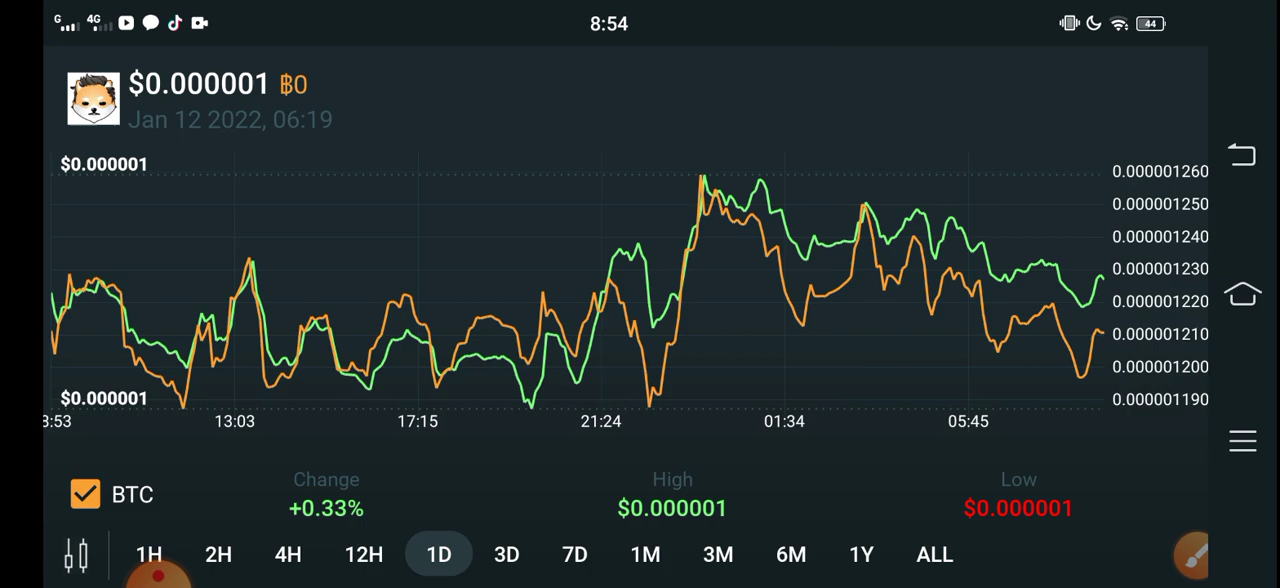 G 4G 8:54 44
$0.000001 ฿0
Jan 12 2022, 06:19
$0.000001
0.000001260
0.000001250
0.000001240
0.000001230
0.000001220
0.000001210
0.000001200
0.000001190
$0.000001
3:53 13:03 17:15 21:24 01:34 05:45
BTC
Change High Low
+0.33% $0.000001 $0.000001
1H 2H 4H 12H 1D 3D 7D 1M 3M 6M 1Y ALL